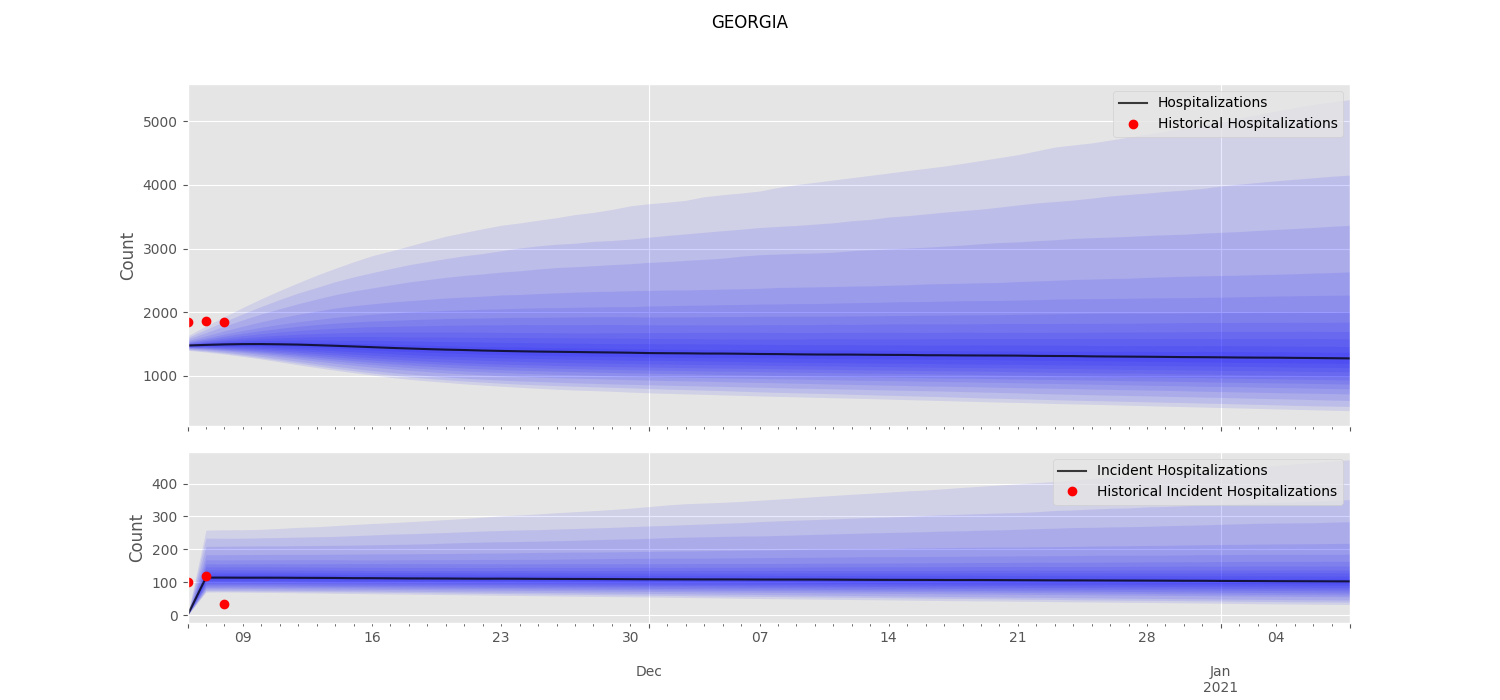 GEORGIA
Hospitalizations
Historical Hospitalizations
Count
5000
4000
3000
2000
1000
Incident Hospitalizations
Historical Incident Hospitalizations
Count
400
300
200
100
0
09 16 23 30 07 14 21 28 04
Dec Jan
2021